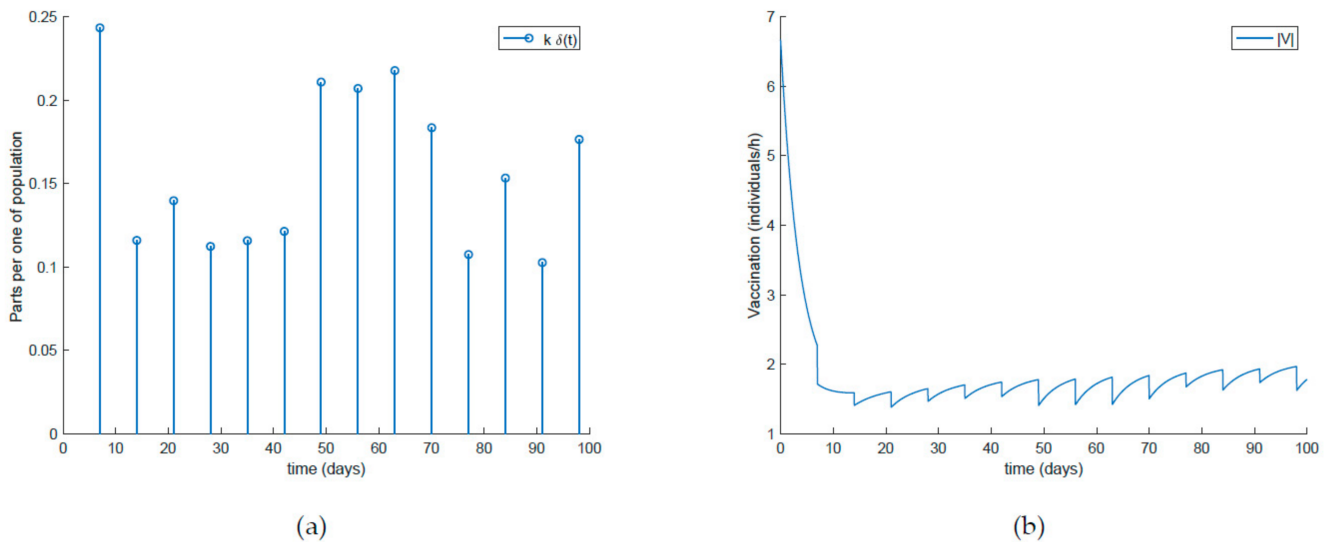 0.25
0.2
0.15
0.1
0.05
0
Parts per one of population
k δ(t)
0 10 20 30 40 50 60 70 80 90 100
time (days)
(a)
7
6
5
4
3
2
1
Vaccination (individuals/h)
|V|
0 10 20 30 40 50 60 70 80 90 100
time (days)
(b)